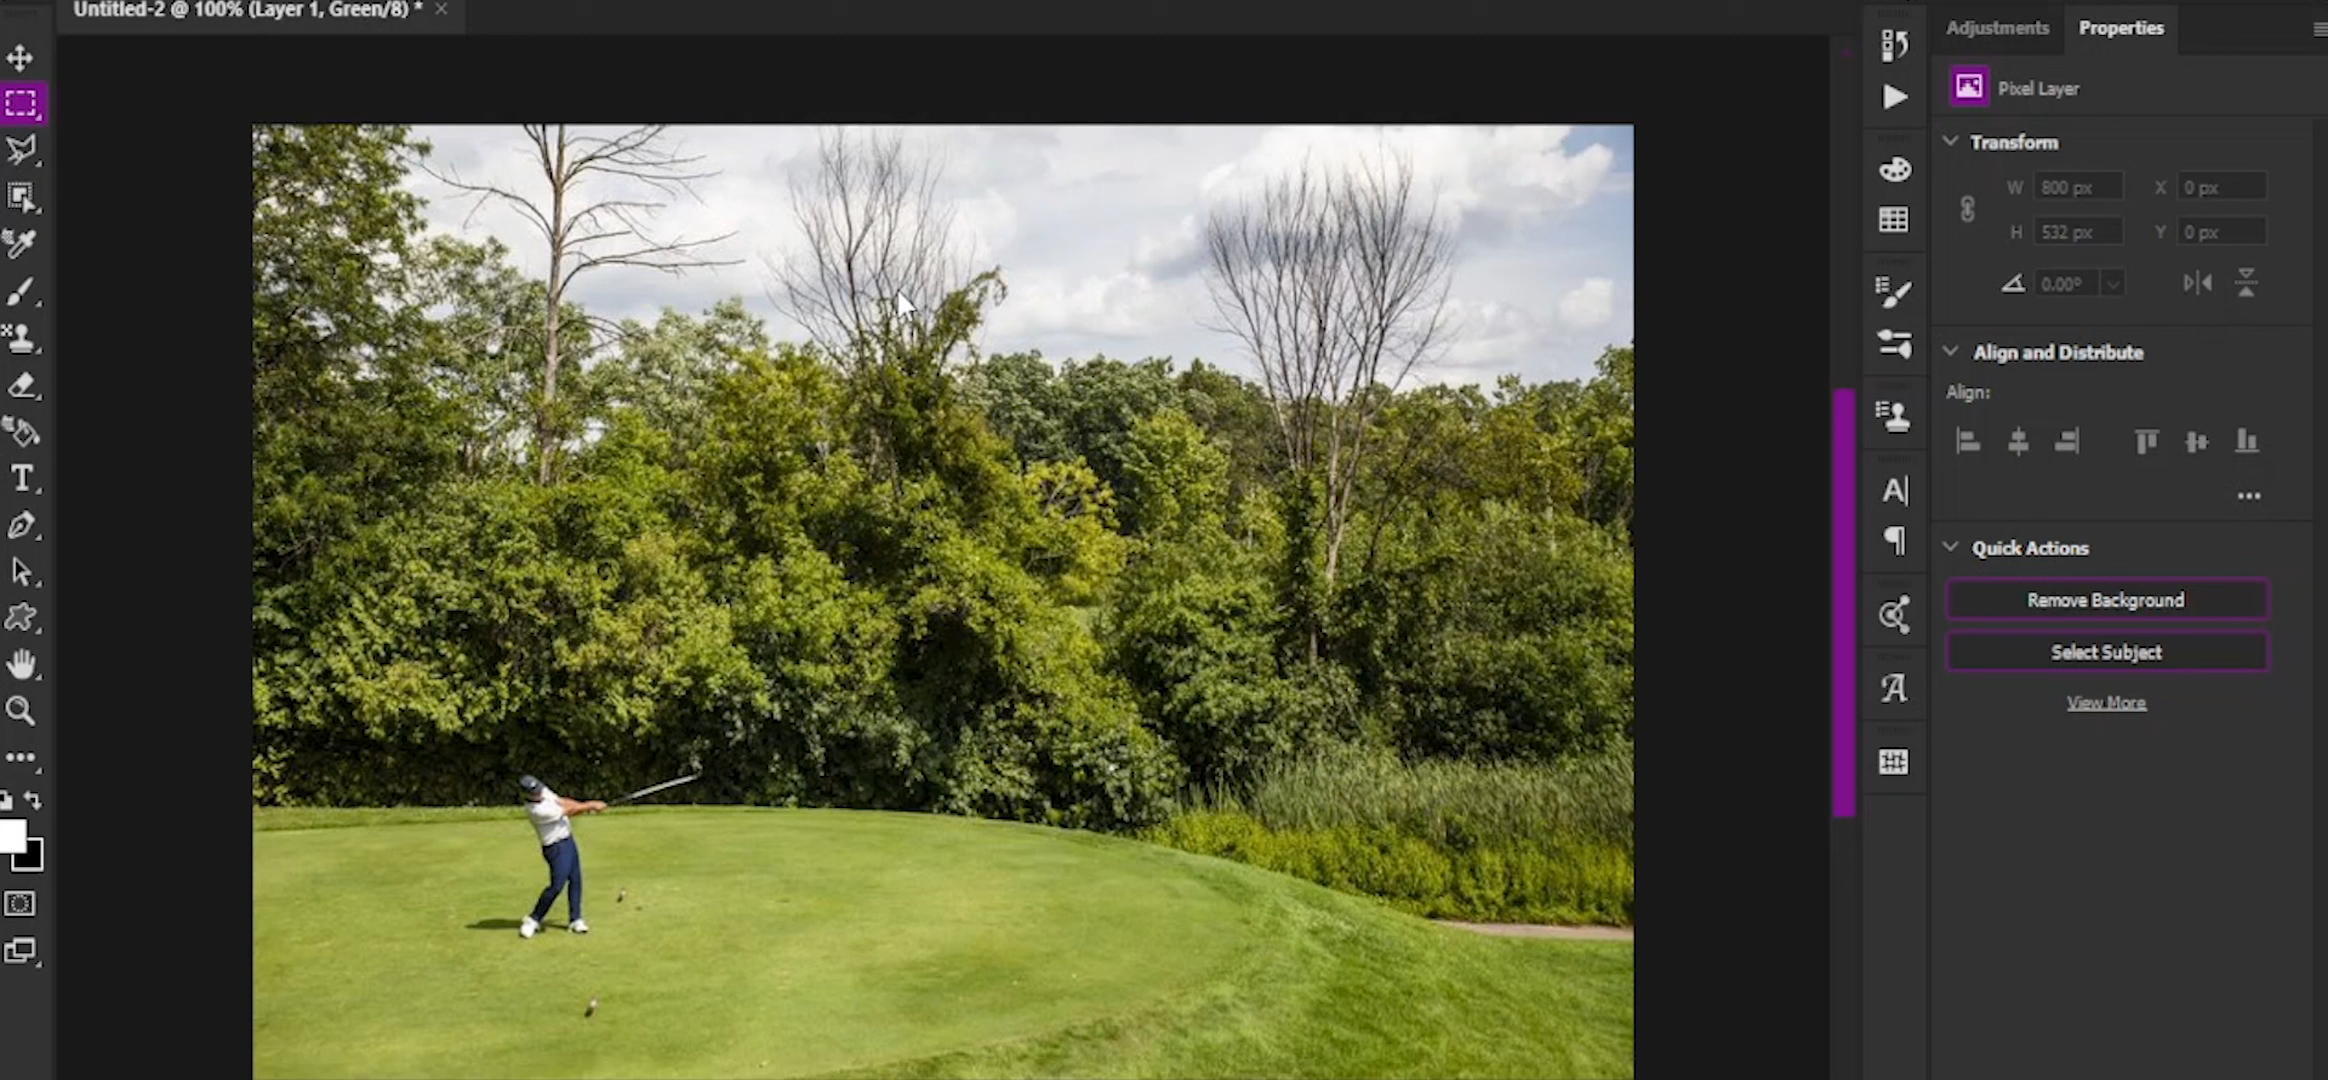 Untitled-2 @ 100% (Layer 1, Green/8) *
Adjustments
Properties
Pixel Layer
Transform
W 800 px X 0 px
H 532 px Y 0 px
0.00°
Align and Distribute
Align:
Quick Actions
Remove Background
Select Subject
View More